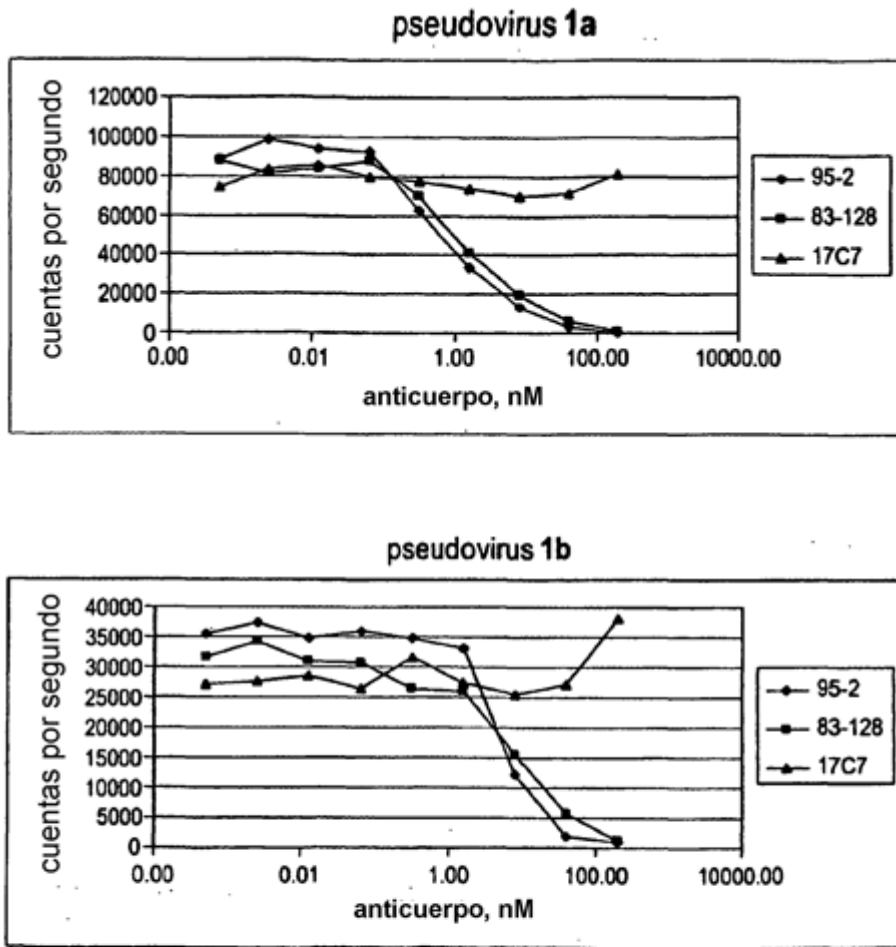 pseudovirus 1a
cuentas por segundo
120000
100000
80000
60000
40000
20000
0
0.00 0.01 1.00 100.00 10000.00
anticuerpo, nM
95-2
83-128
17C7
pseudovirus 1b
cuentas por segundo
40000
35000
30000
25000
20000
15000
10000
5000
0
0.00 0.01 1.00 100.00 10000.00
anticuerpo, nM
95-2
83-128
17C7